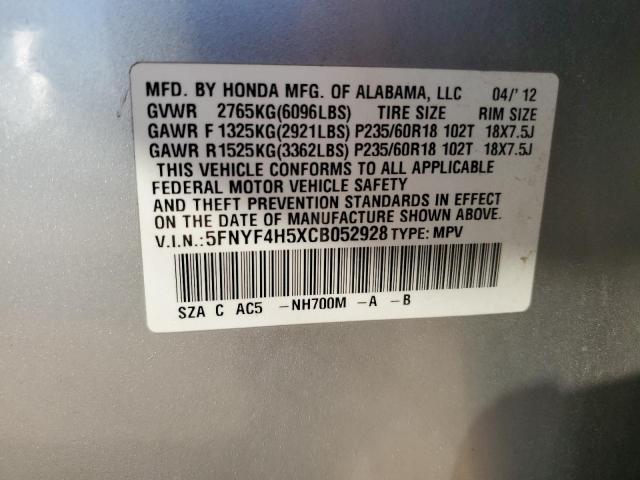 MFD. BY HONDA MFG. OF ALABAMA, LLC 04/'12
GVWR 2765KG(6096LBS) TIRE SIZE RIM SIZE
GAWR F 1325KG(2921LBS) P235/60R18 102T 18X7.5J
GAWR R1525KG(3362LBS) P235/60R18 102T 18X7.5J
THIS VEHICLE CONFORMS TO ALL APPLICABLE
FEDERAL MOTOR VEHICLE SAFETY
AND THEFT PREVENTION STANDARDS IN EFFECT
ON THE DATE OF MANUFACTURE SHOWN ABOVE.
V.I.N.: 5FNYF4H5XCB052928 TYPE: MPV
SZA C AC5 -NH700M -A -B